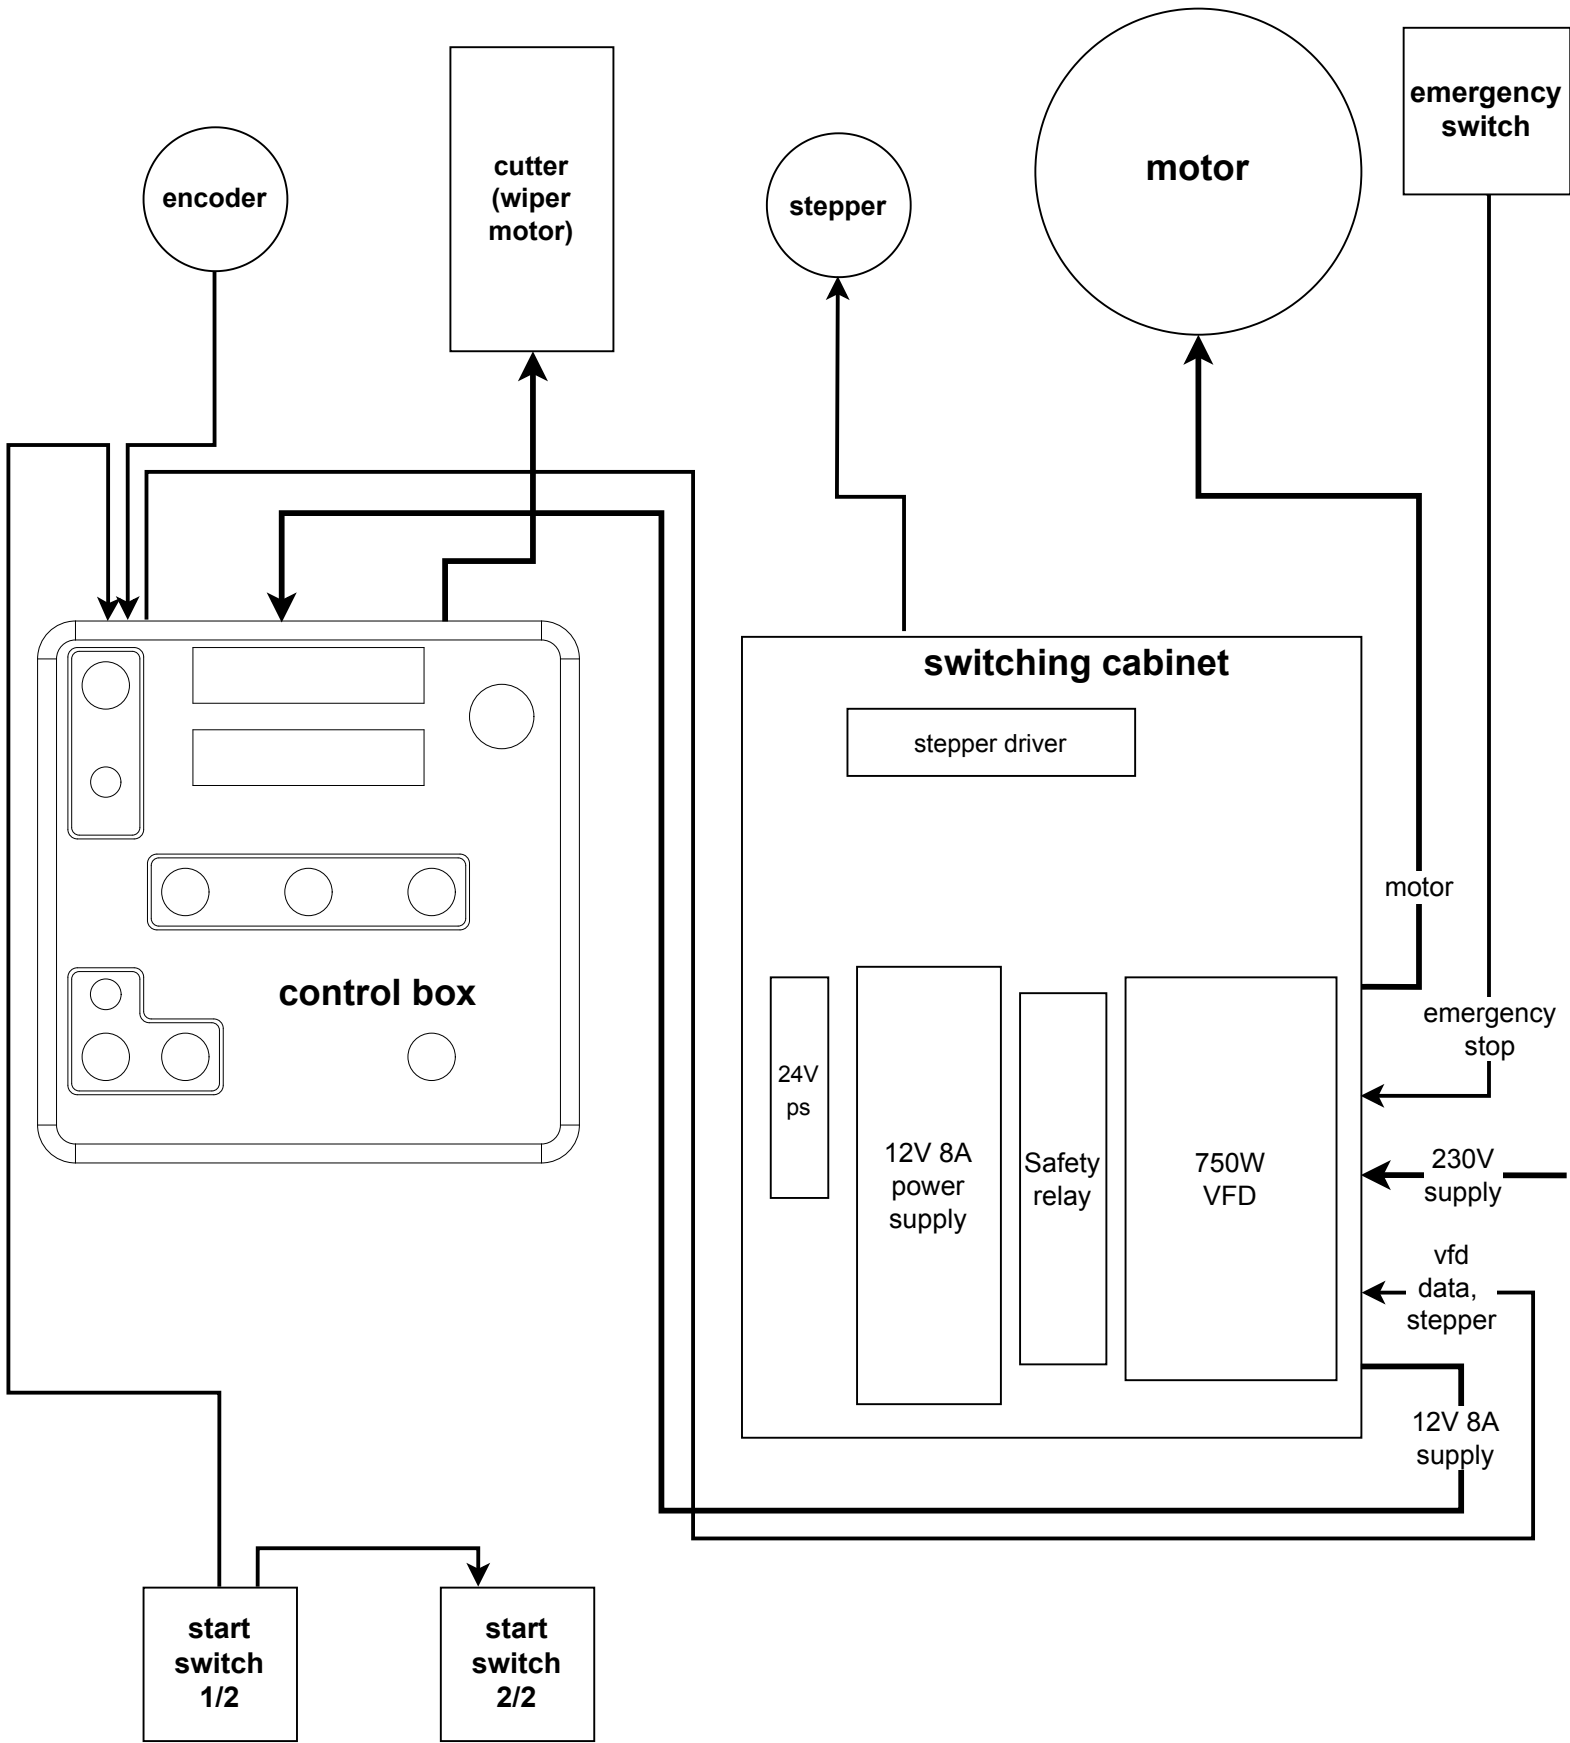 encoder
cutter
(wiper
motor)
stepper
motor
emergency
switch
switching cabinet
stepper driver
motor
control box
emergency
stop
24V
ps
12V 8A
power
supply
Safety
relay
750W
VFD
230V
supply
vfd
data,
stepper
12V 8A
supply
start
switch
1/2
start
switch
2/2